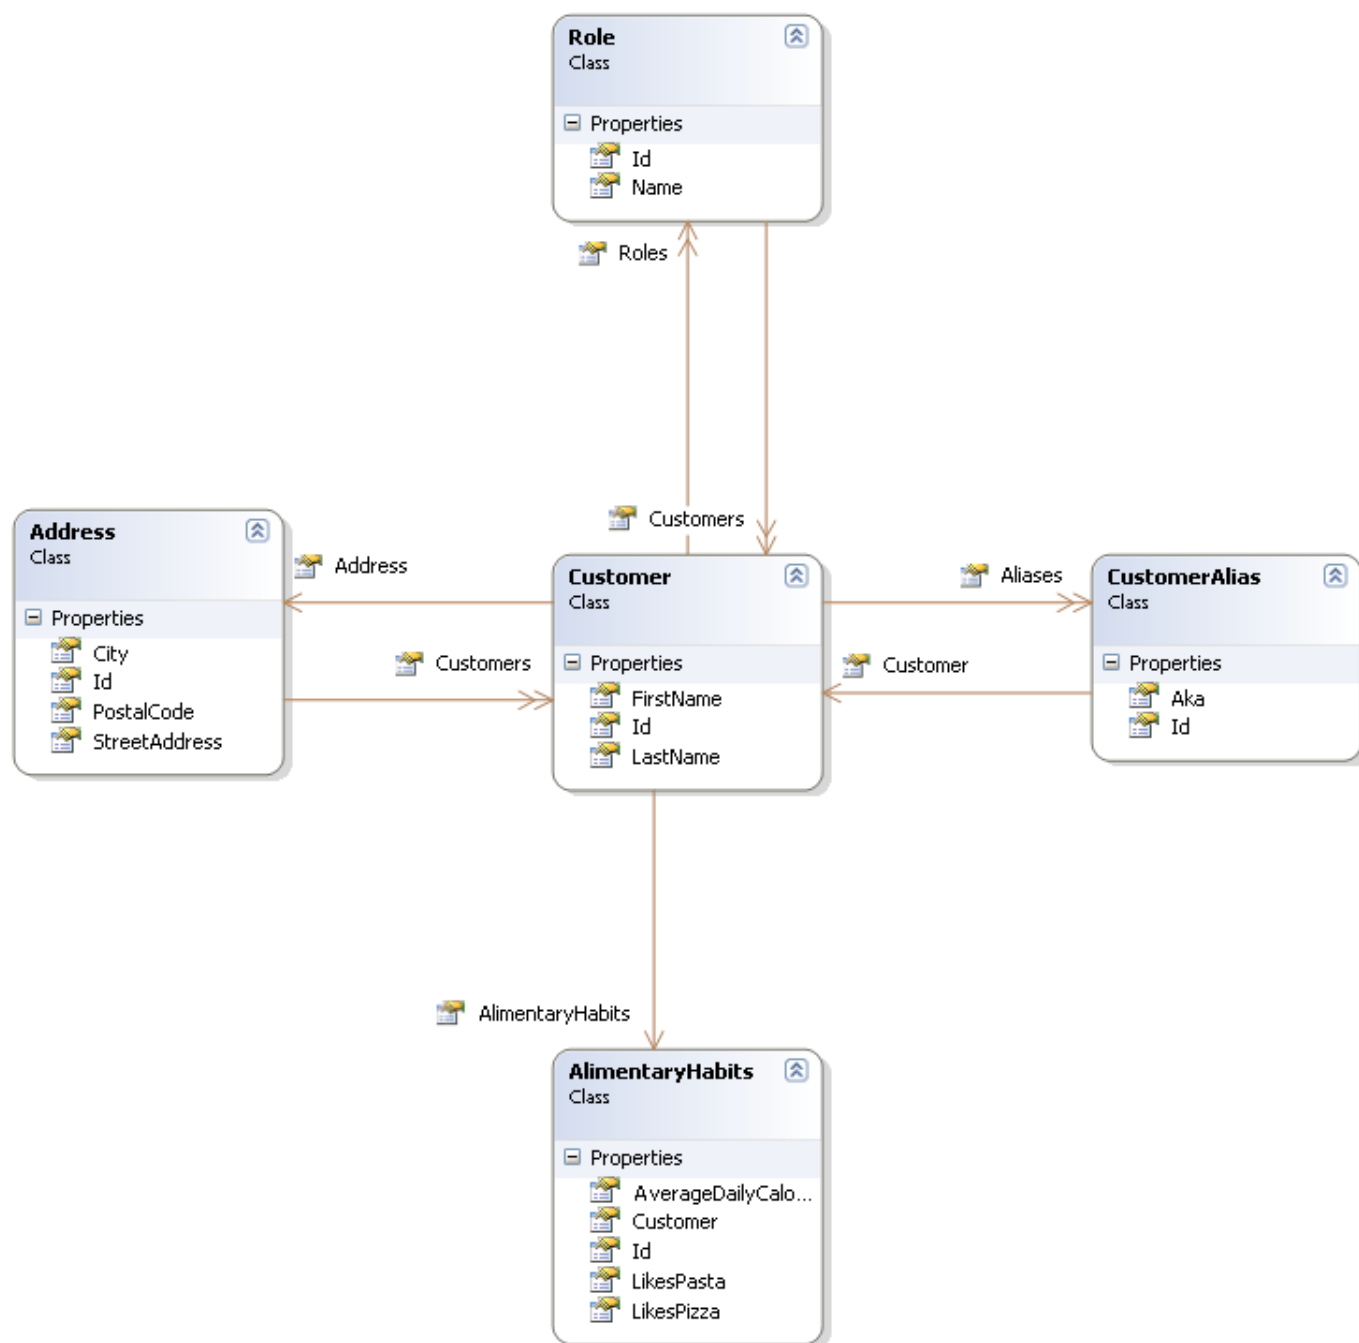 Role
Class
Properties
Id
Name
Roles
Customers
Address
Class
Properties
City
Id
PostalCode
StreetAddress
Address
Customers
Customer
Class
Properties
FirstName
Id
LastName
Aliases
Customer
CustomerAlias
Class
Properties
Aka
Id
AlimentaryHabits
AlimentaryHabits
Class
Properties
AverageDailyCalo...
Customer
Id
LikesPasta
LikesPizza